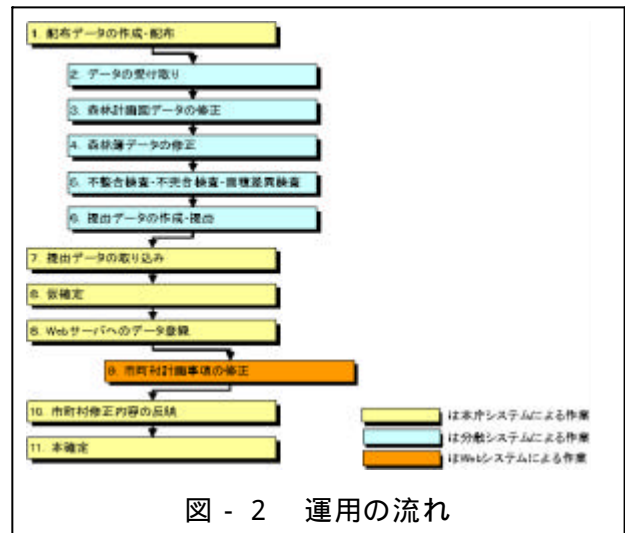 1. 配布データの作成・配布
2. データの受け取り
3. 森林計画図データの修正
4. 森林簿データの修正
5. 不整合検査・不突合検査・面積差異検査
6. 提出データの作成・提出
7. 提出データの取り込み
8. 仮確定
8. Webサーバへのデータ登録
9. 市町村計画事項の修正
10. 市町村修正内容の反映
11. 本確定
は本庁システムによる作業
は分散システムによる作業
はWebシステムによる作業
図 - 2 運用の流れ